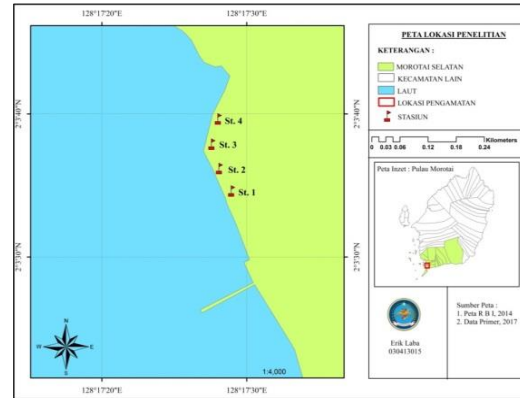 128°17'20"E
128°17'30"E
2°3'40"N
2°3'40"N
St. 4
St. 3
St. 2
St. 1
2°3'30"N
2°3'30"N
N
W
E
S
1:4,000
128°17'20"E
128°17'30"E
PETA LOKASI PENELITIAN
KETERANGAN :
MOROTAI SELATAN
KECAMATAN LAIN
LAUT
LOKASI PENGAMATAN
STASIUN
Kilometers
0 0.03 0.06 0.12 0.18 0.24
Peta Inzet : Pulau Morotai
Erik Laba
030413015
Sumber Peta :
1. Peta R B I, 2014
2. Data Primer, 2017